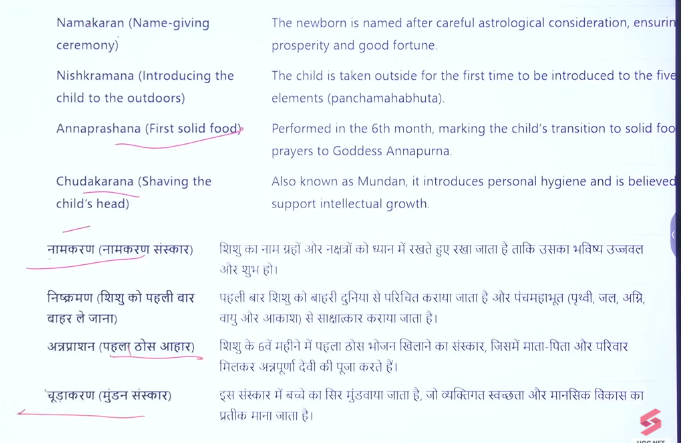 Namakaran (Name-giving
ceremony)
The newborn is named after careful astrological consideration, ensurin
prosperity and good fortune.
Nishkramana (Introducing the
child to the outdoors)
The child is taken outside for the first time to be introduced to the five
elements (panchamahabhuta).
Annaprashana (First solid food)
Performed in the 6th month, marking the child's transition to solid foo
prayers to Goddess Annapurna.
Chudakarana (Shaving the
child's head)
Also known as Mundan, it introduces personal hygiene and is believed
support intellectual growth.
नामकरण (नामकरण संस्कार)
शिशु का नाम ग्रहों और नक्षत्रों को ध्यान में रखते हुए रखा जाता है ताकि उसका भविष्य उज्जवल
और शुभ हो।
निष्क्रमण (शिशु को पहली बार
बाहर ले जाना)
पहली बार शिशु को बाहरी दुनिया से परिचित कराया जाता है और पंचमहाभूत (पृथ्वी, जल, अग्नि,
वायु और आकाश) से साक्षात्कार कराया जाता है।
अन्नप्राशन (पहला ठोस आहार)
शिशु के 6वें महीने में पहला ठोस भोजन खिलाने का संस्कार, जिसमें माता-पिता और परिवार
मिलकर अन्नपूर्णा देवी की पूजा करते हैं।
चूड़ाकरण (मुंडन संस्कार)
इस संस्कार में बच्चे का सिर मुंडवाया जाता है, जो व्यक्तिगत स्वच्छता और मानसिक विकास का
प्रतीक माना जाता है।